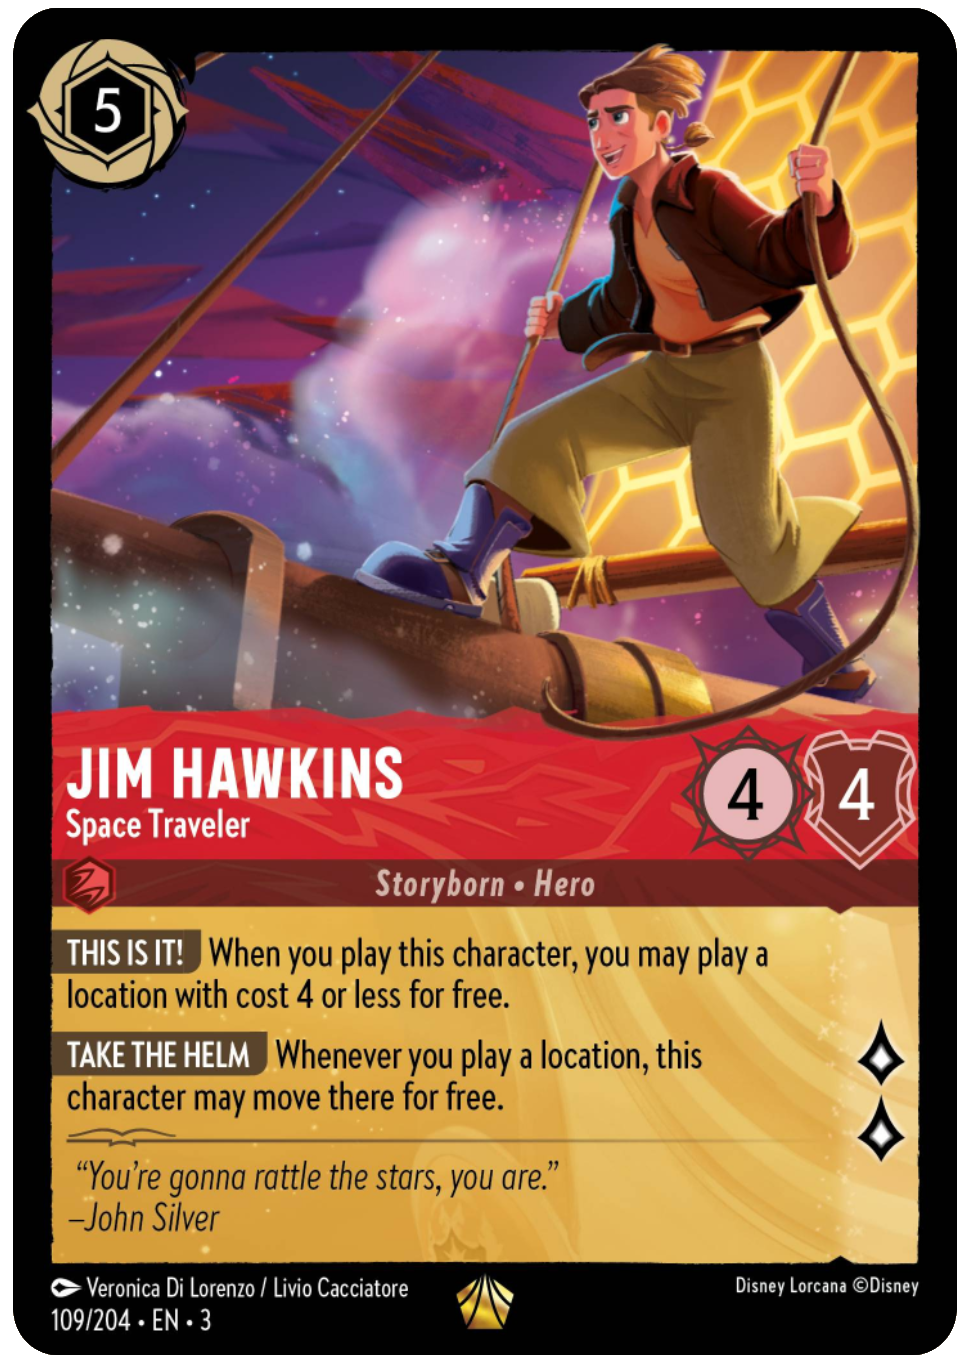 5
JIM HAWKINS
Space Traveler
4
4
Storyborn • Hero
THIS IS IT! When you play this character, you may play a
location with cost 4 or less for free.
TAKE THE HELM Whenever you play a location, this
character may move there for free.
“You’re gonna rattle the stars, you are.”
–John Silver
Veronica Di Lorenzo / Livio Cacciatore
Disney Lorcana ©Disney
109/204 • EN • 3